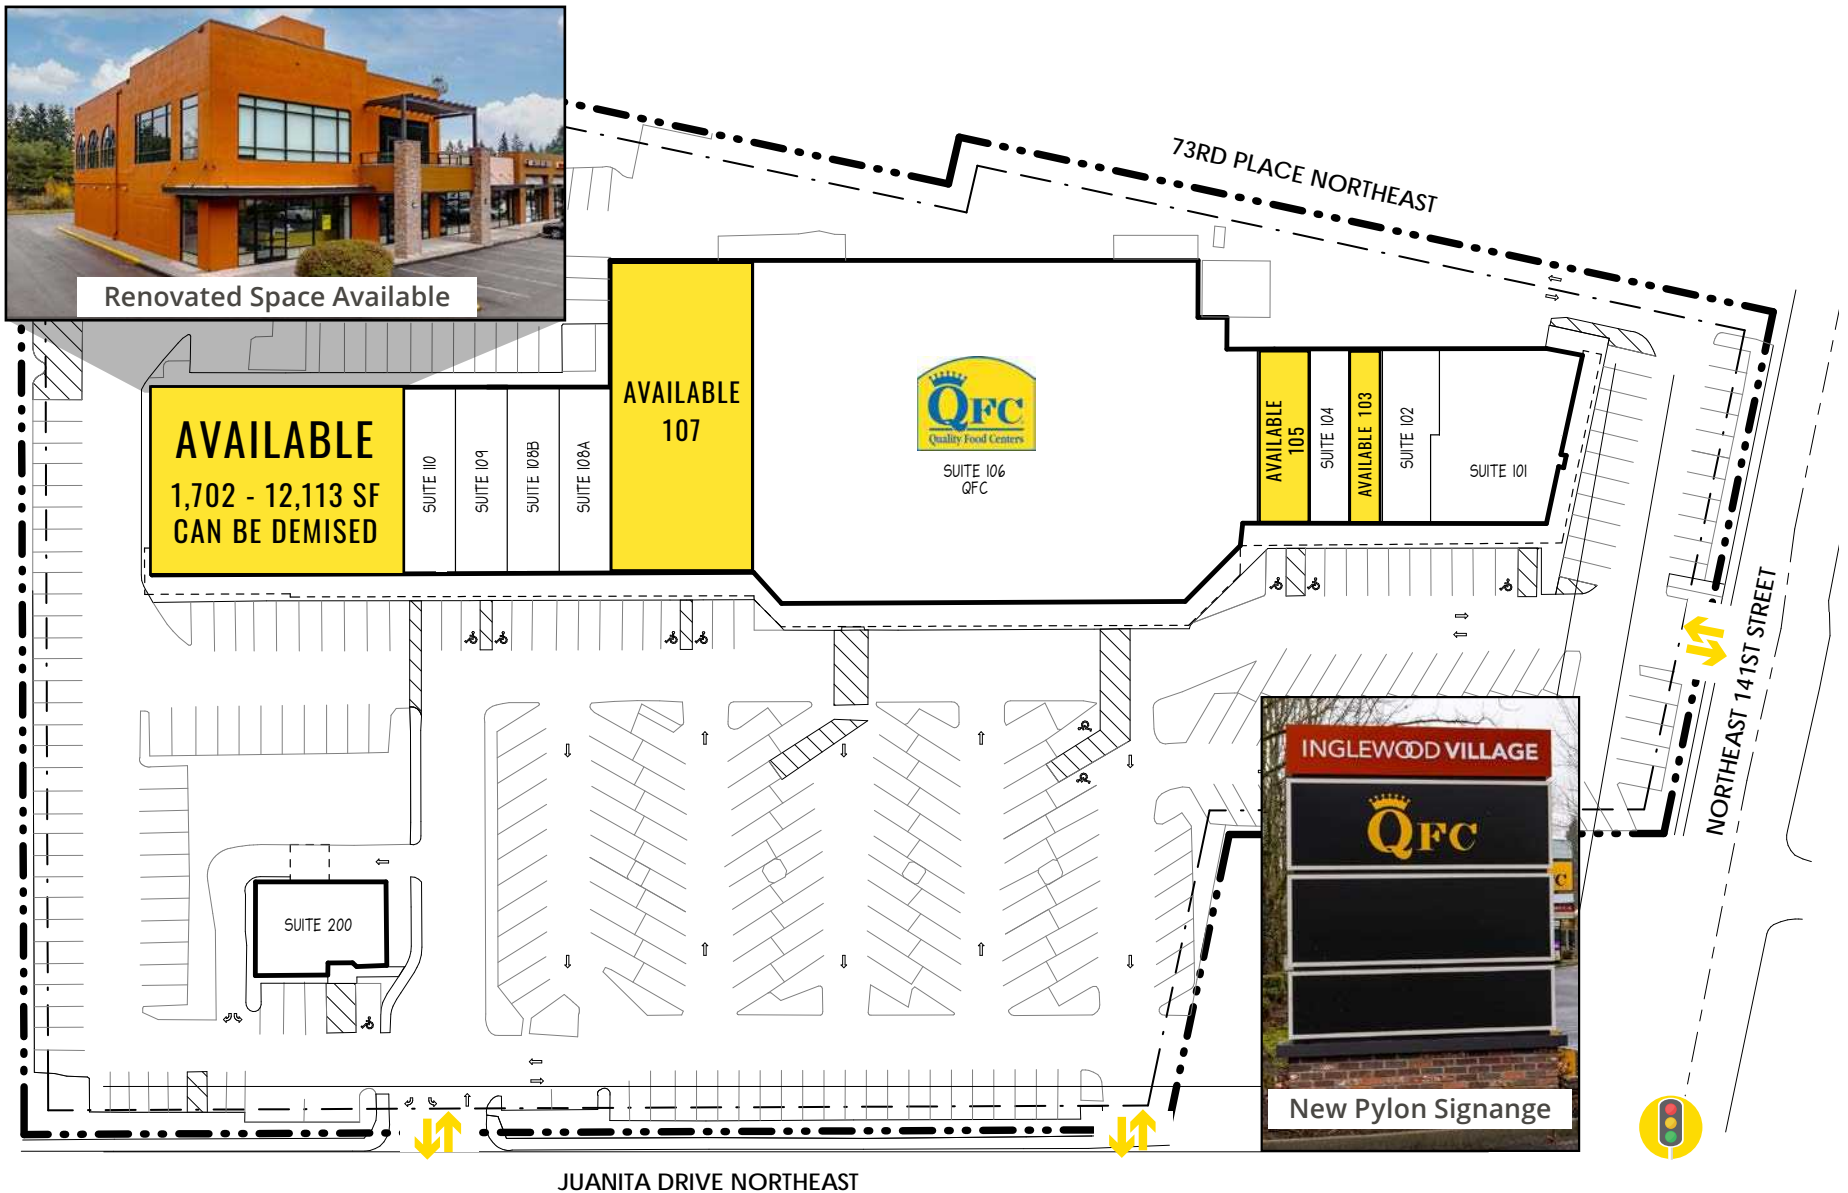 Renovated Space Available
73RD PLACE NORTHEAST
AVAILABLE
1,702 - 12,113 SF
CAN BE DEMISED
SUITE 110
SUITE 109
SUITE 108B
SUITE 108A
AVAILABLE
107
QFC
Quality Food Centers
SUITE 106
QFC
AVAILABLE
105
SUITE 104
AVAILABLE 103
SUITE 102
SUITE 101
NORTHEAST 141ST STREET
SUITE 200
INGLEWOOD VILLAGE
QFC
C
New Pylon Signange
JUANITA DRIVE NORTHEAST